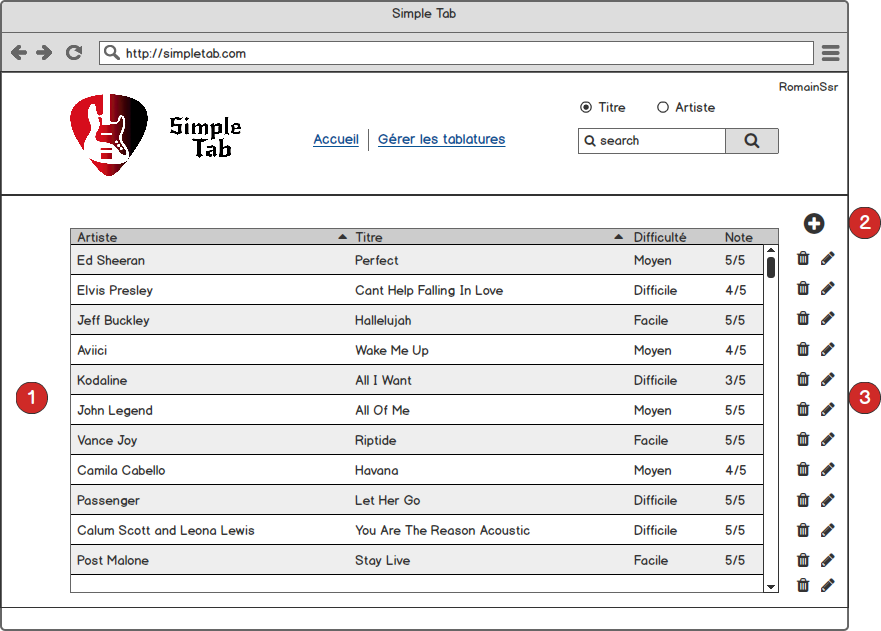 Simple Tab
http://simpletab.com
RomainSsr
Titre Artiste
Simple
Tab
Accueil Gérer les tablatures
search
2
Artiste Titre Difficulté Note
Ed Sheeran Perfect Moyen 5/5
Elvis Presley Cant Help Falling In Love Difficile 4/5
Jeff Buckley Hallelujah Facile 5/5
Aviici Wake Me Up Moyen 4/5
Kodaline All I Want Difficile 3/5
1
3
John Legend All Of Me Moyen 5/5
Vance Joy Riptide Facile 5/5
Camila Cabello Havana Moyen 4/5
Passenger Let Her Go Difficile 5/5
Calum Scott and Leona Lewis You Are The Reason Acoustic Difficile 5/5
Post Malone Stay Live Facile 5/5